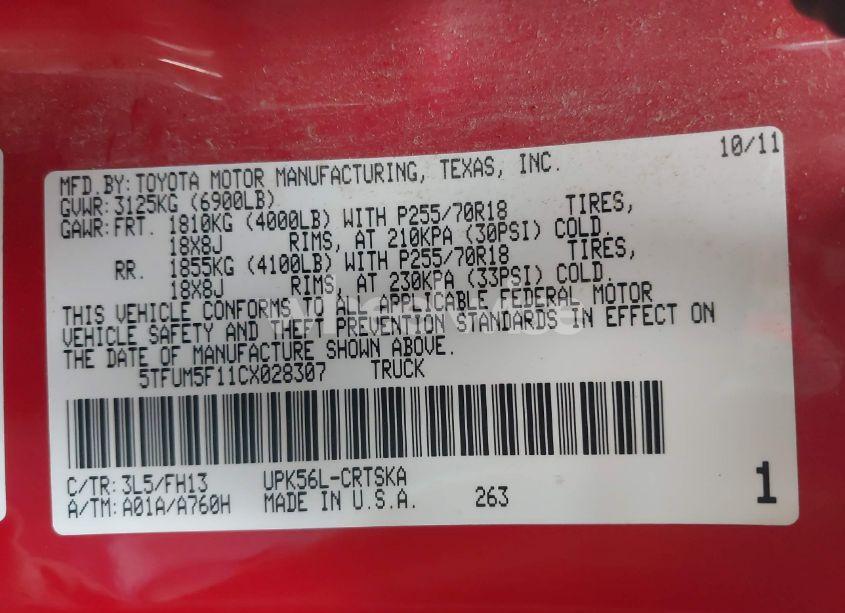 10/11
MFD.BY: TOYOTA MOTOR MANUFACTURING, TEXAS, INC.
GVWR: 3125KG (6900LB)
GAWR: FRT. 1810KG (4000LB) WITH P255/70R18 TIRES,
18X8J RIMS, AT 210KPA (30PSI) COLD.
RR. 1855KG (4100LB) WITH P255/70R18 TIRES,
18X8J RIMS, AT 230KPA (33PSI) COLD.
THIS VEHICLE CONFORMS TO ALL APPLICABLE FEDERAL MOTOR
VEHICLE SAFETY AND THEFT PREVENTION STANDARDS IN EFFECT ON
THE DATE OF MANUFACTURE SHOWN ABOVE.
5TFUM5F11CX028307 TRUCK
C/TR: 3L5/FH13 UPK56L-CRTSKA
A/TM: A01A/A760H MADE IN U.S.A. 263
1